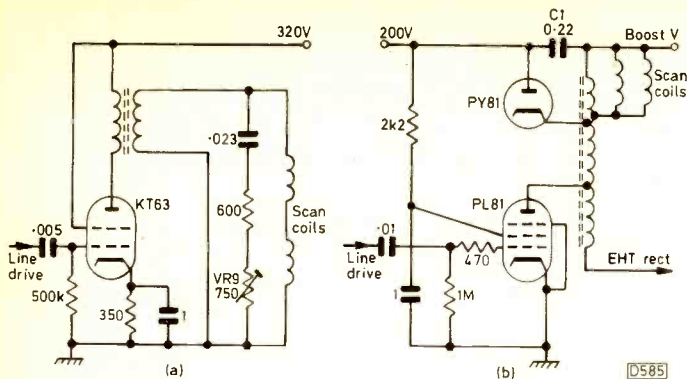 320V
·023
KT63
600
Scan
coils
·005
Line
drive
VR9
750
500k
350
1
(a)
C1
0·22
200V
Boost V
PY81
Scan
coils
2k2
PL81
·01
Line
drive
470
EHT rect
1
1M
(b)
D585